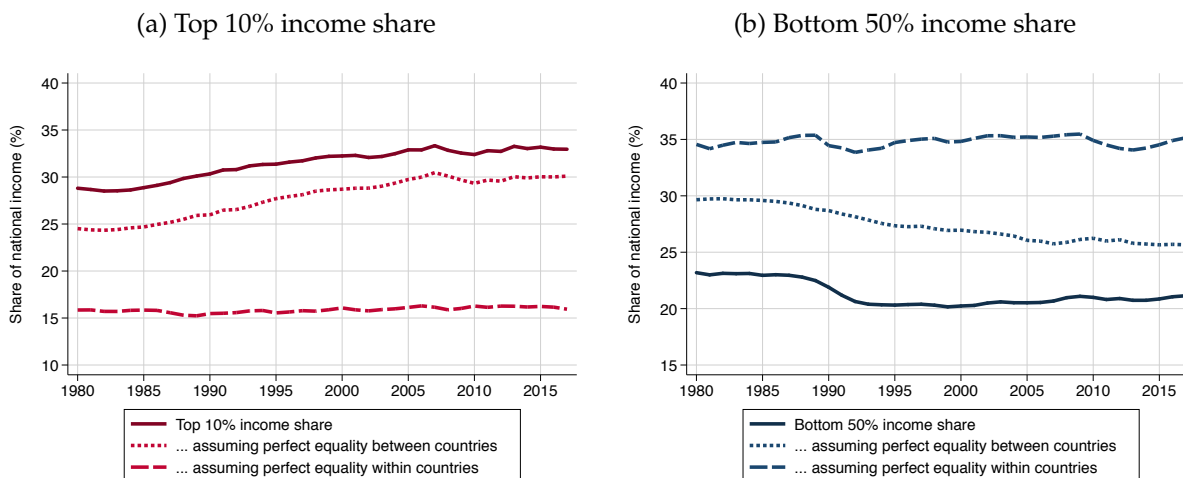 (a) Top 10% income share
Share of national income (%)
40
35
30
25
20
15
10
1980 1985 1990 1995 2000 2005 2010 2015
Top 10% income share
... assuming perfect equality between countries
... assuming perfect equality within countries
(b) Bottom 50% income share
Share of national income (%)
40
35
30
25
20
15
1980 1985 1990 1995 2000 2005 2010 2015
Bottom 50% income share
... assuming perfect equality between countries
... assuming perfect equality within countries